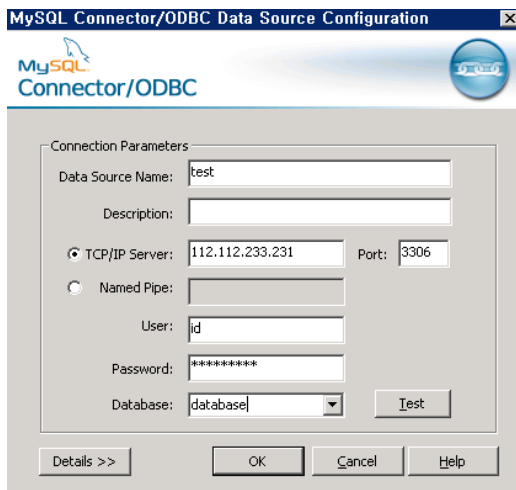 MySQL Connector/ODBC Data Source Configuration
MySQL
Connector/ODBC
Connection Parameters
Data Source Name: test
Description:
TCP/IP Server: 112.112.233.231 Port: 3306
Named Pipe:
User: id
Password: *********
Database: database Test
Details >> OK Cancel Help